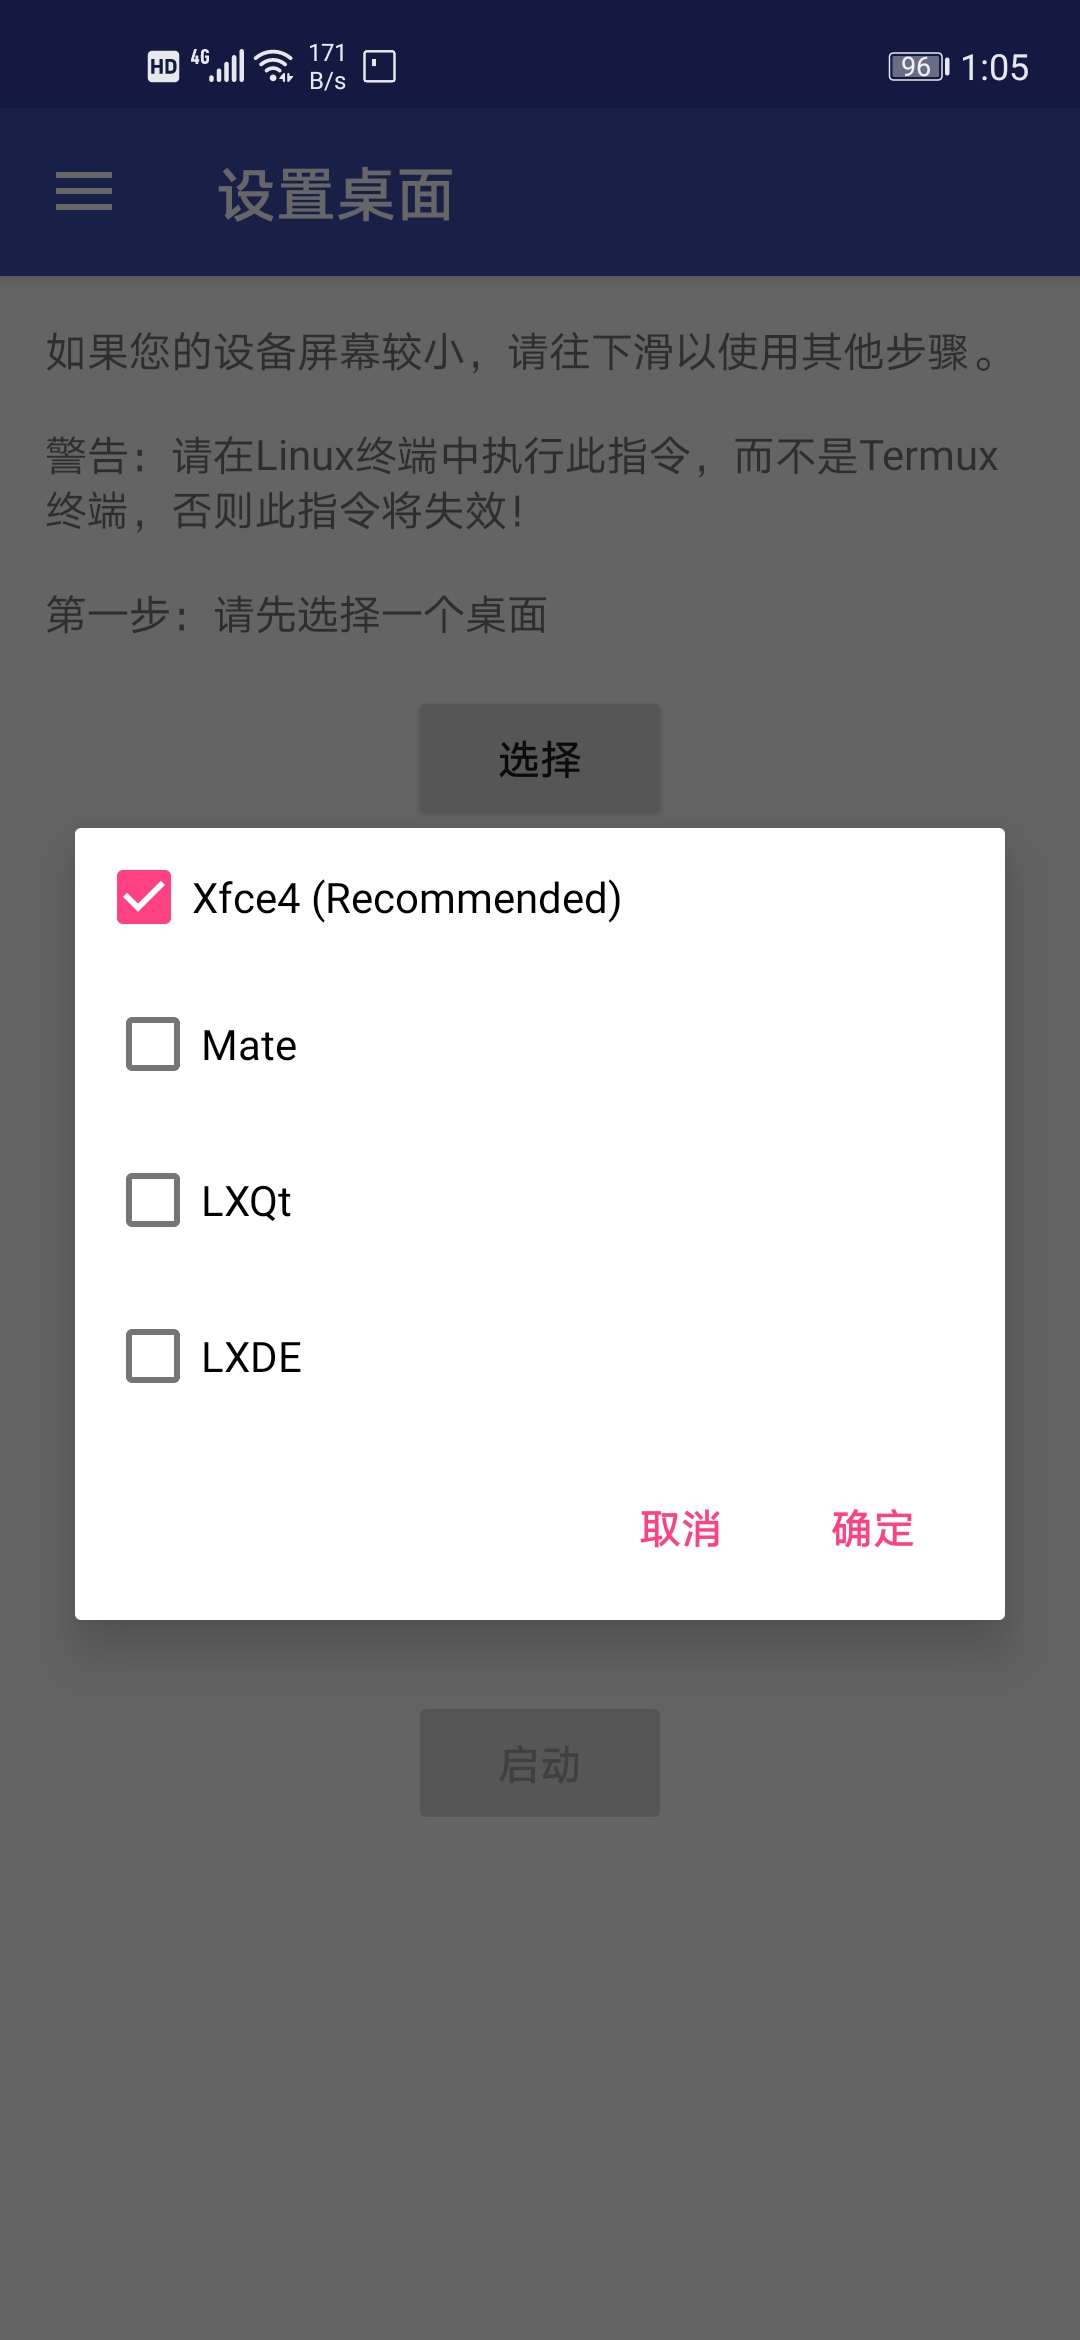 HD 4G 171 B/s 96 1:05
设置桌面
如果您的设备屏幕较小，请往下滑以使用其他步骤。
警告：请在Linux终端中执行此指令，而不是Termux
终端，否则此指令将失效！
第一步：请先选择一个桌面
选择
Xfce4 (Recommended)
Mate
LXQt
LXDE
取消 确定
启动